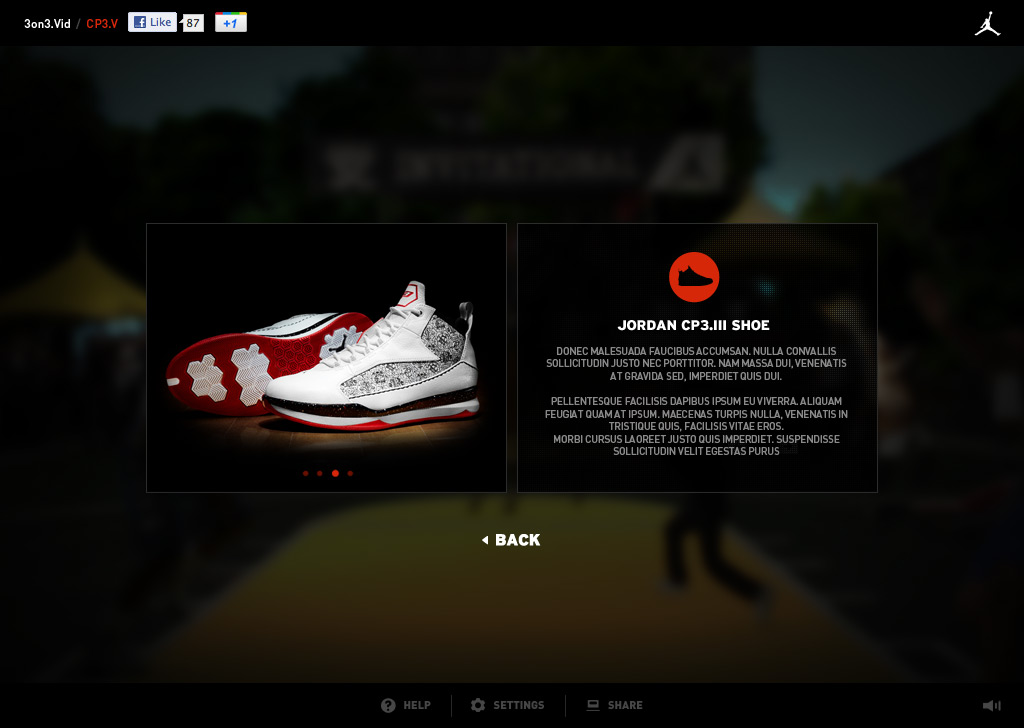 3on3.Vid / CP3.V
Like
87
+1
INVITATIONAL
JORDAN CP3.III SHOE
DONEC MALESUADA FAUCIBUS ACCUMSAN. NULLA CONVALLIS
SOLLICITUDIN JUSTO NEC PORTTITOR. NAM MASSA DUI, VENENATIS
AT GRAVIDA SED, IMPERDIET QUIS DUI.
PELLENTESQUE FACILISIS DAPIBUS IPSUM EU VIVERRA. ALIQUAM
FEUGIAT QUAM AT IPSUM. MAECENAS TURPIS NULLA, VENENATIS IN
TRISTIQUE QUIS, FACILISIS VITAE EROS.
MORBI CURSUS LAOREET JUSTO QUIS IMPERDIET. SUSPENDISSE
SOLLICITUDIN VELIT EGESTAS PURUS
BACK
HELP
SETTINGS
SHARE